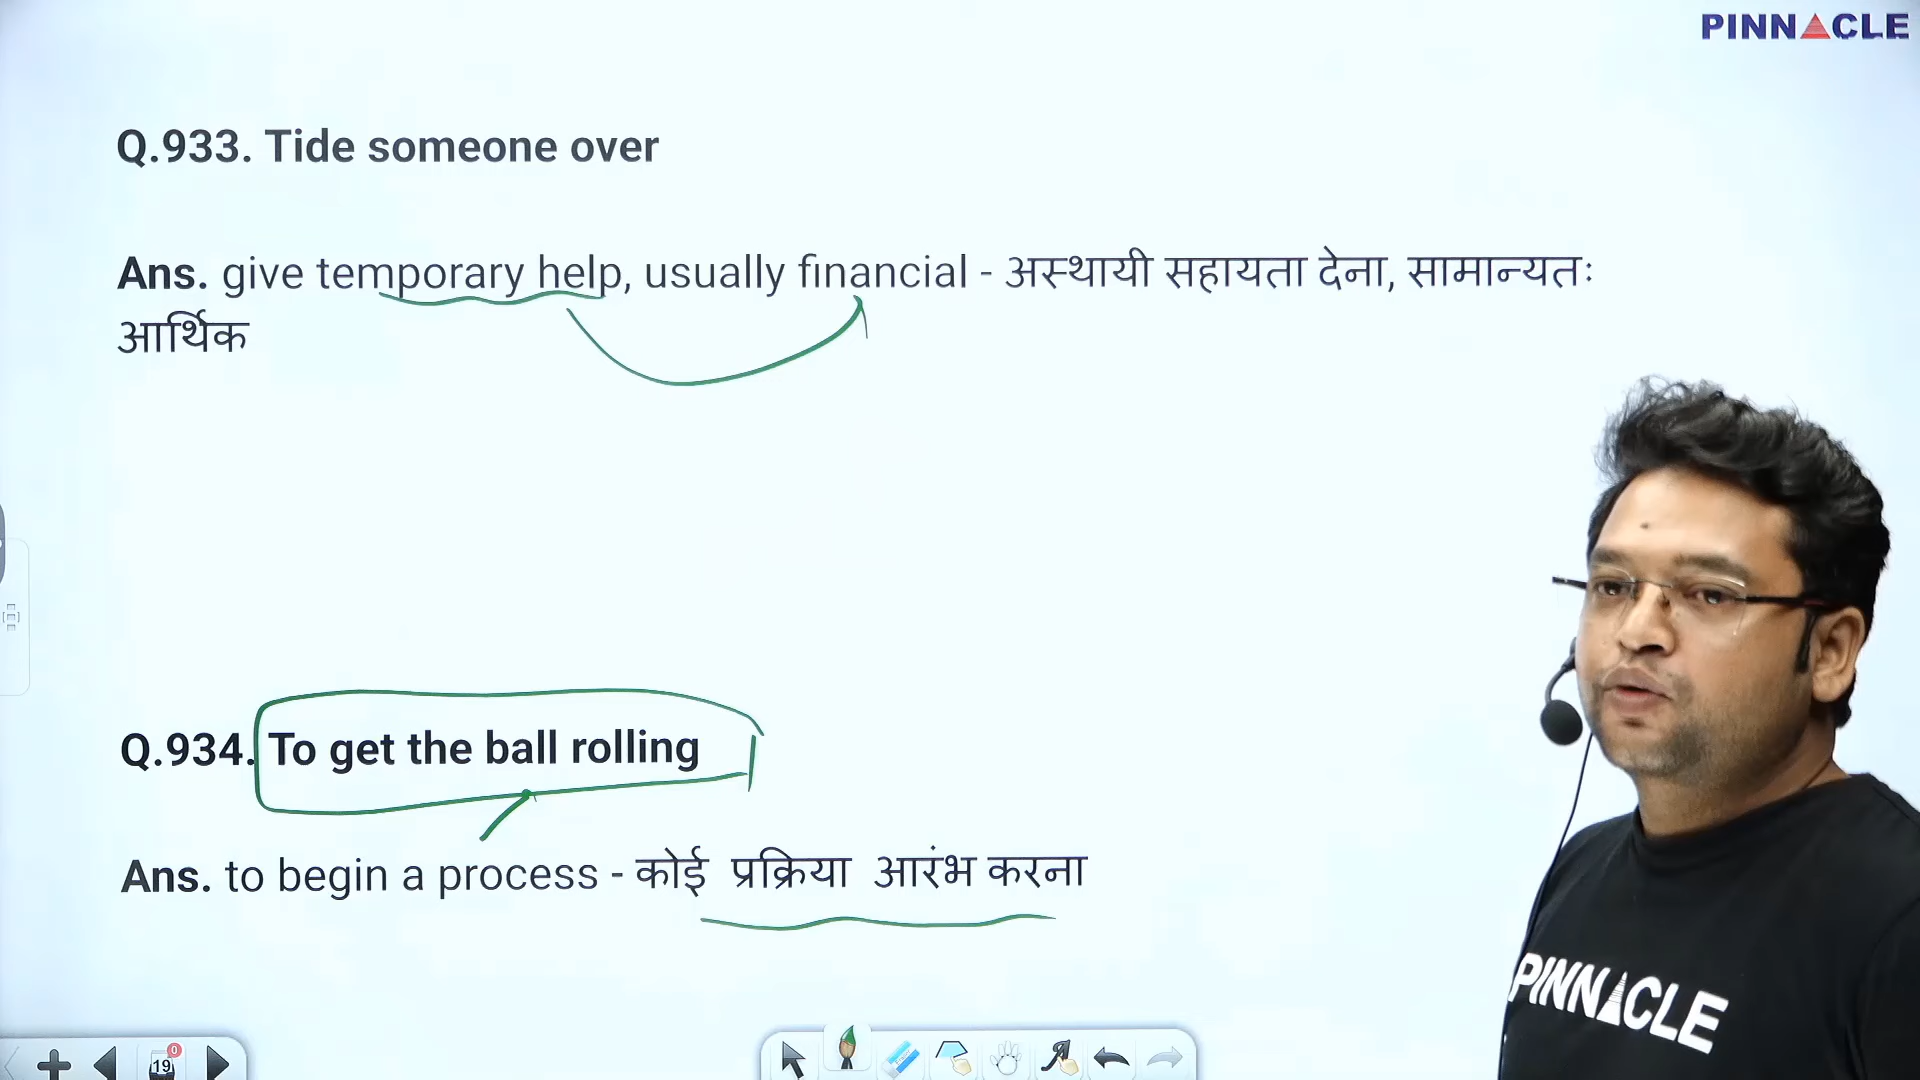 PINNACLE
Q.933. Tide someone over
Ans. give temporary help, usually financial - अस्थायी सहायता देना, सामान्यतः
आर्थिक
Q.934. To get the ball rolling
Ans. to begin a process - कोई प्रक्रिया आरंभ करना
PINNACLE
19
0